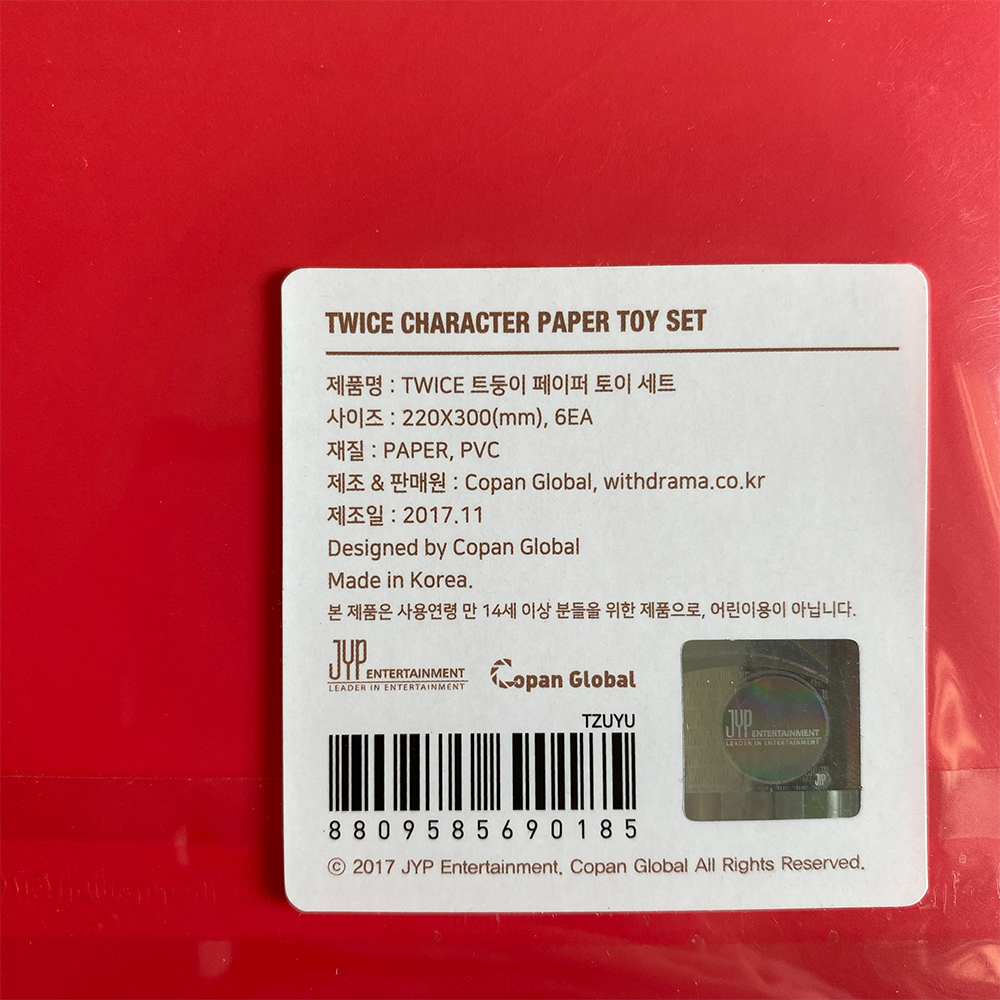 TWICE CHARACTER PAPER TOY SET
제품명 : TWICE 트둥이 페이퍼 토이 세트
사이즈 : 220X300(mm), 6EA
재질 : PAPER, PVC
제조 & 판매원 : Copan Global, withdrama.co.kr
제조일 : 2017.11
Designed by Copan Global
Made in Korea.
본 제품은 사용연령 만 14세 이상 분들을 위한 제품으로, 어린이용이 아닙니다.
JYP ENTERTAINMENT
LEADER IN ENTERTAINMENT
Copan Global
TZUYU
8809585690185
JYP ENTERTAINMENT
LEADER IN ENTERTAINMENT
JYP
© 2017 JYP Entertainment, Copan Global All Rights Reserved.